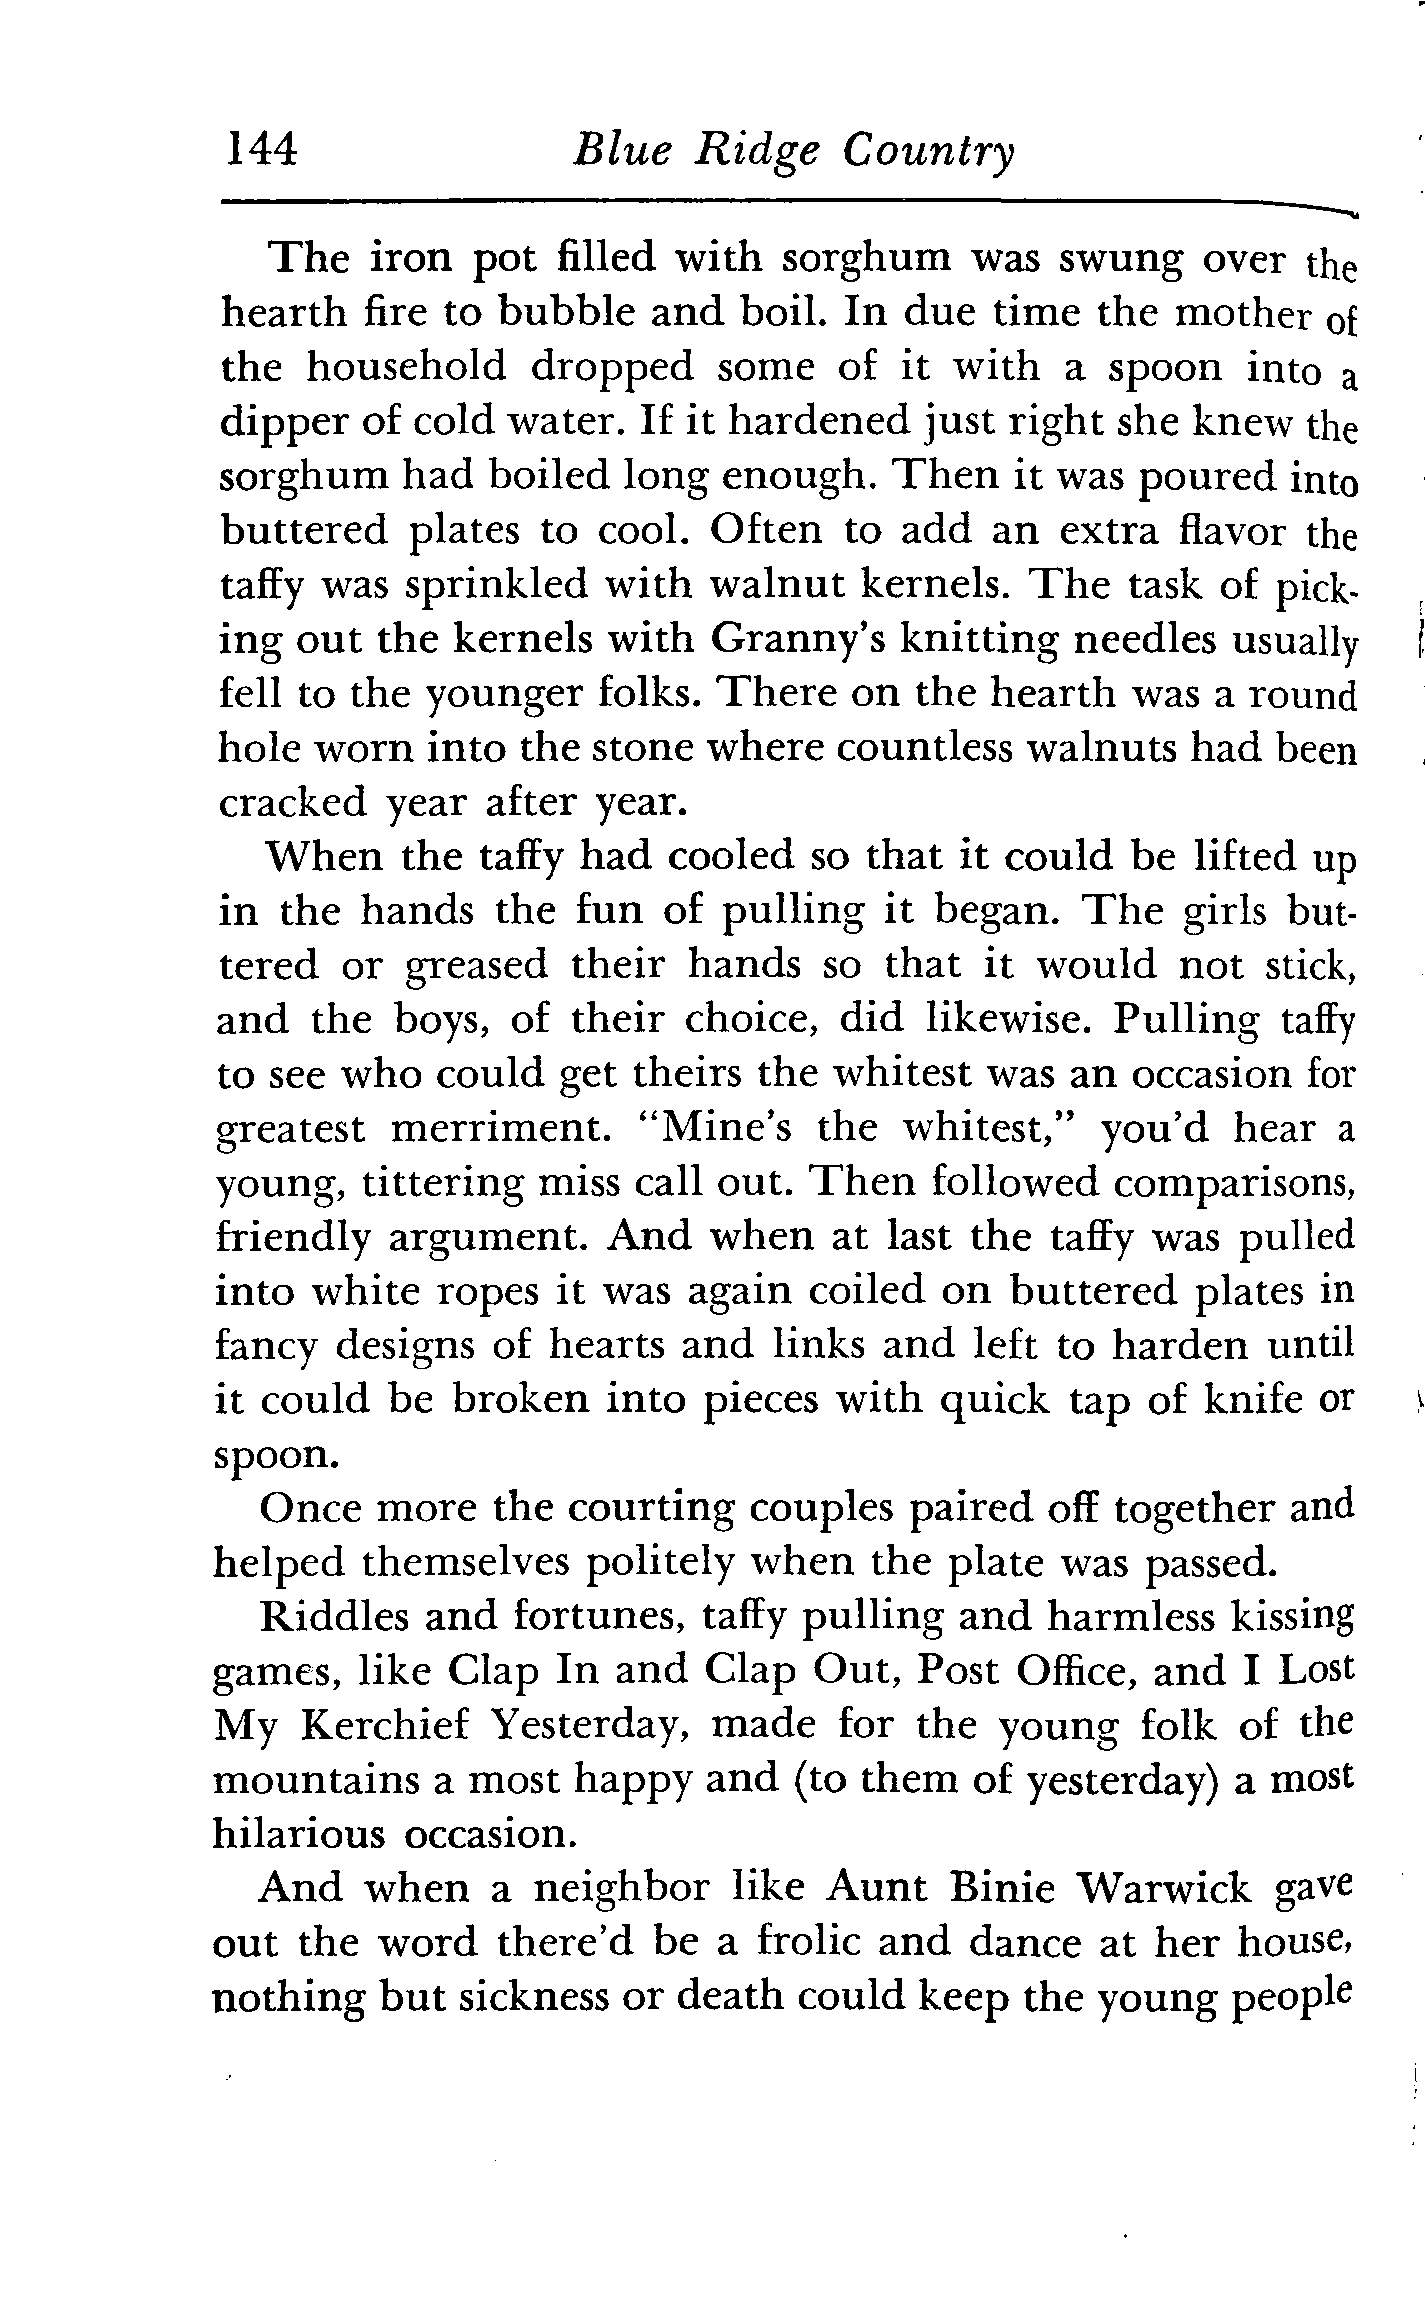 144 Blue Ridge Country
The iron pot filled with sorghum was swung over the
hearth fire to bubble and boil. In due time the mother of
the household dropped some of it with a spoon into a
dipper of cold water. If it hardened just right she knew the
sorghum had boiled long enough. Then it was poured into
buttered plates to cool. Often to add an extra flavor the
taffy was sprinkled with walnut kernels. The task of pick-
ing out the kernels with Granny's knitting needles usually
fell to the younger folks. There on the hearth was a round
hole worn into the stone where countless walnuts had been
cracked year after year.
When the taffy had cooled so that it could be lifted up
in the hands the fun of pulling it began. The girls but-
tered or greased their hands so that it would not stick,
and the boys, of their choice, did likewise. Pulling taffy
to see who could get theirs the whitest was an occasion for
greatest merriment. "Mine's the whitest," you'd hear a
young, tittering miss call out. Then followed comparisons,
friendly argument. And when at last the taffy was pulled
into white ropes it was again coiled on buttered plates in
fancy designs of hearts and links and left to harden until
it could be broken into pieces with quick tap of knife or
spoon.
Once more the courting couples paired off together and
helped themselves politely when the plate was passed.
Riddles and fortunes, taffy pulling and harmless kissing
games, like Clap In and Clap Out, Post Office, and I Lost
My Kerchief Yesterday, made for the young folk of the
mountains a most happy and (to them of yesterday) a most
hilarious occasion.
And when a neighbor like Aunt Binie Warwick gave
out the word there'd be a frolic and dance at her house,
nothing but sickness or death could keep the young people